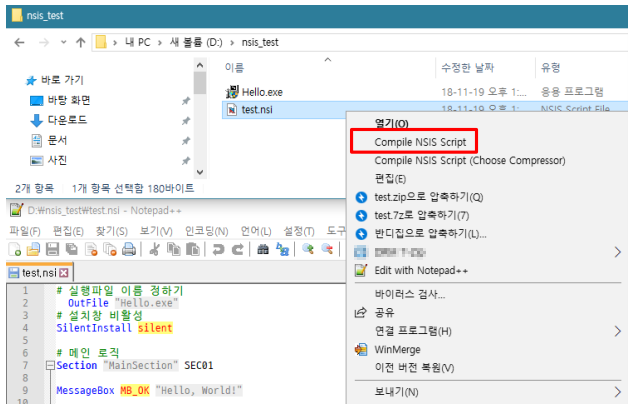 nsis_test
내 PC > 새 볼륨 (D:) > nsis_test
이름 수정한 날짜 유형
바로 가기
바탕 화면
다운로드
문서
사진
Hello.exe 18-11-19 오후 1:... 응용 프로그램
test.nsi 18-11-19 오후 1: NSIS Script File
2개 항목 1개 항목 선택함 180바이트
열기(O)
Compile NSIS Script
Compile NSIS Script (Choose Compressor)
편집(E)
test.zip으로 압축하기(Q)
test.7z로 압축하기(7)
반디집으로 압축하기(L)...
Edit with Notepad++
바이러스 검사...
공유
연결 프로그램(H)
WinMerge
이전 버전 복원(V)
보내기(N)
D:₩nsis_test₩test.nsi - Notepad++
파일(F) 편집(E) 찾기(S) 보기(V) 인코딩(N) 언어(L) 설정(T) 도구
test.nsi
1 # 실행파일 이름 정하기
2 OutFile "Hello.exe"
3 # 설치창 비활성
4 SilentInstall silent
5
6 # 메인 로직
7 Section "MainSection" SEC01
8
9 MessageBox MB_OK "Hello, World!"
10